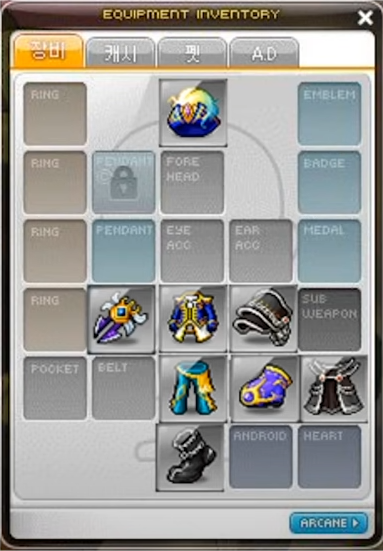 EQUIPMENT INVENTORY
장비 캐시 펫 A.D
RING
EMBLEM
RING
PENDANT
FORE
HEAD
BADGE
RING
PENDANT
EYE
ACC
EAR
ACC
MEDAL
RING
SUB
WEAPON
POCKET
BELT
ANDROID
HEART
ARCANE